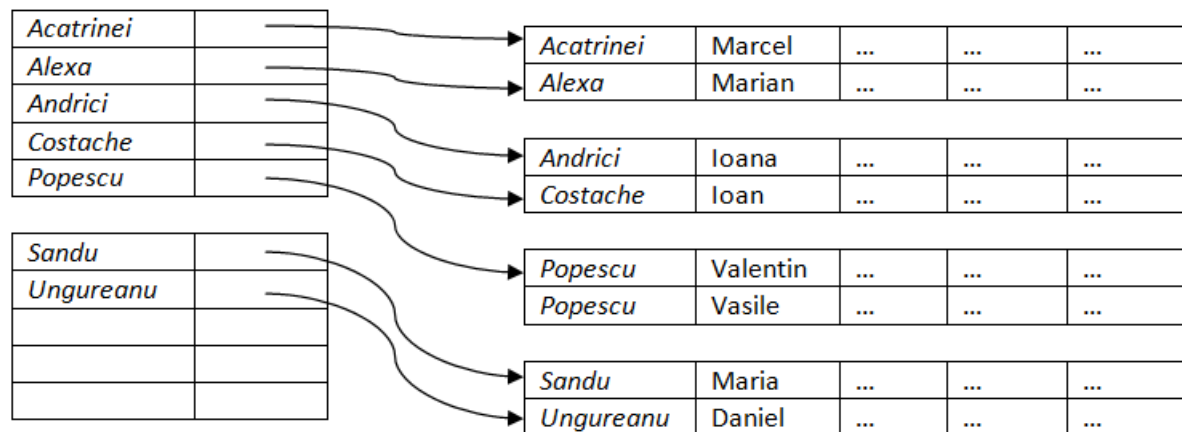 Acatrinei
Alexa
Andrici
Costache
Popescu
Sandu
Ungureanu
Acatrinei Marcel ... ... ...
Alexa Marian ... ... ...
Andrici Ioana ... ... ...
Costache Ioan ... ... ...
Popescu Valentin ... ... ...
Popescu Vasile ... ... ...
Sandu Maria ... ... ...
Ungureanu Daniel ... ... ...